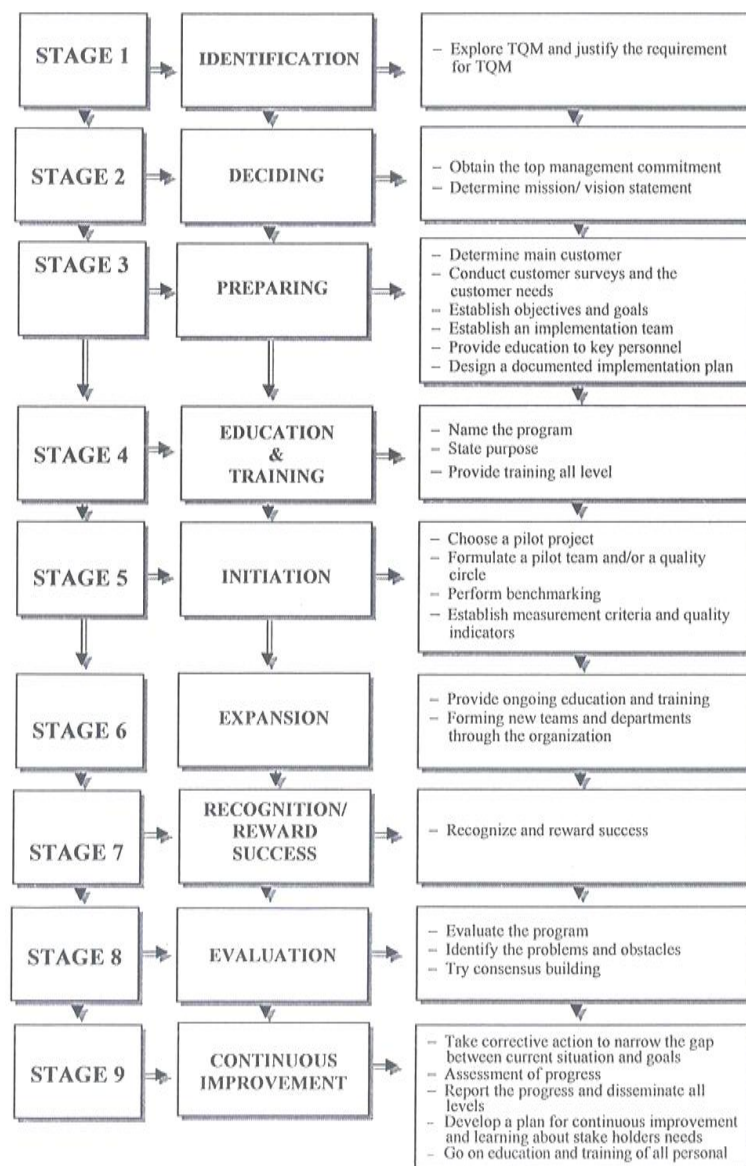 STAGE 1
IDENTIFICATION
– Explore TQM and justify the requirement
for TQM
STAGE 2
DECIDING
– Obtain the top management commitment
– Determine mission/ vision statement
STAGE 3
PREPARING
– Determine main customer
– Conduct customer surveys and the
customer needs
– Establish objectives and goals
– Establish an implementation team
– Provide education to key personnel
– Design a documented implementation plan
STAGE 4
EDUCATION
&
TRAINING
– Name the program
– State purpose
– Provide training all level
STAGE 5
INITIATION
– Choose a pilot project
– Formulate a pilot team and/or a quality
circle
– Perform benchmarking
– Establish measurement criteria and quality
indicators
STAGE 6
EXPANSION
– Provide ongoing education and training
– Forming new teams and departments
through the organization
STAGE 7
RECOGNITION/
REWARD
SUCCESS
– Recognize and reward success
STAGE 8
EVALUATION
– Evaluate the program
– Identify the problems and obstacles
– Try consensus building
STAGE 9
CONTINUOUS
IMPROVEMENT
– Take corrective action to narrow the gap
between current situation and goals
– Assessment of progress
– Report the progress and disseminate all
levels
– Develop a plan for continuous improvement
and learning about stake holders needs
– Go on education and training of all personal